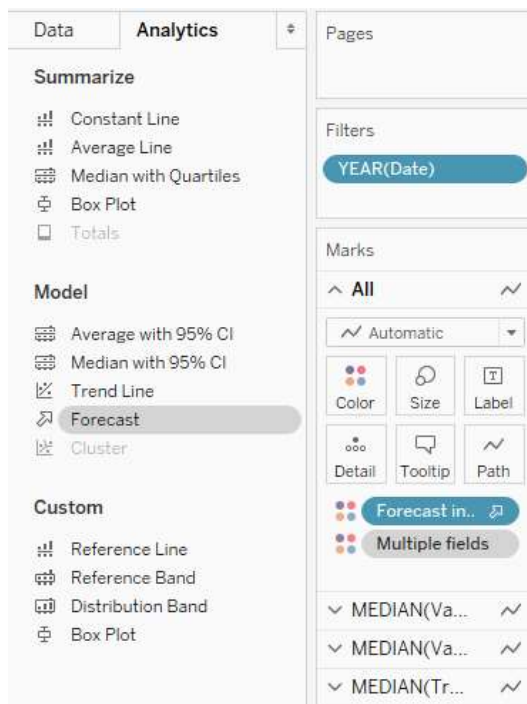 Data
Analytics
Summarize
Constant Line
Average Line
Median with Quartiles
Box Plot
Totals
Model
Average with 95% CI
Median with 95% CI
Trend Line
Forecast
Cluster
Custom
Reference Line
Reference Band
Distribution Band
Box Plot
Pages
Filters
YEAR(Date)
Marks
All
Automatic
Color Size Label
Detail Tooltip Path
Forecast in..
Multiple fields
MEDIAN(Va...
MEDIAN(Va...
MEDIAN(Tr...